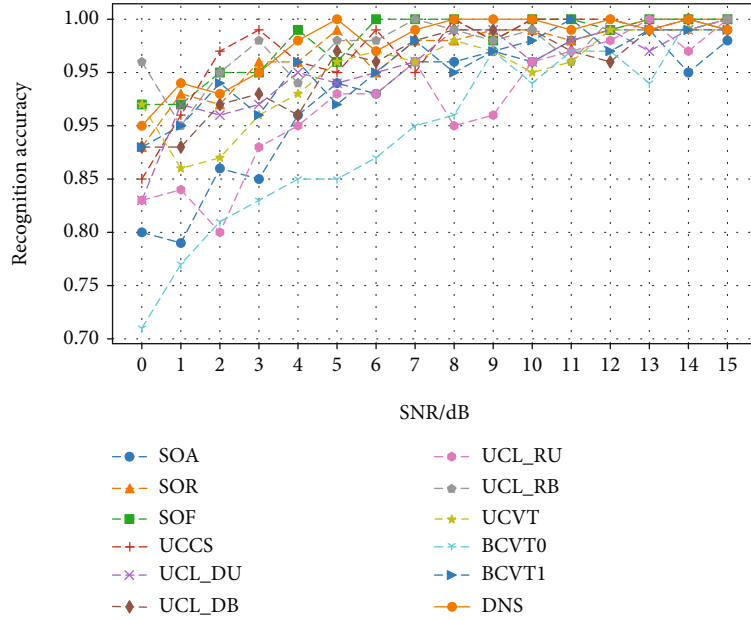 Recognition accuracy
1.00
0.95
0.95
0.85
0.80
0.75
0.70
0 1 2 3 4 5 6 7 8 9 10 11 12 13 14 15
SNR/dB
SOA
SOR
SOF
UCCS
UCL_DU
UCL_DB
UCL_RU
UCL_RB
UCVT
BCVT0
BCVT1
DNS